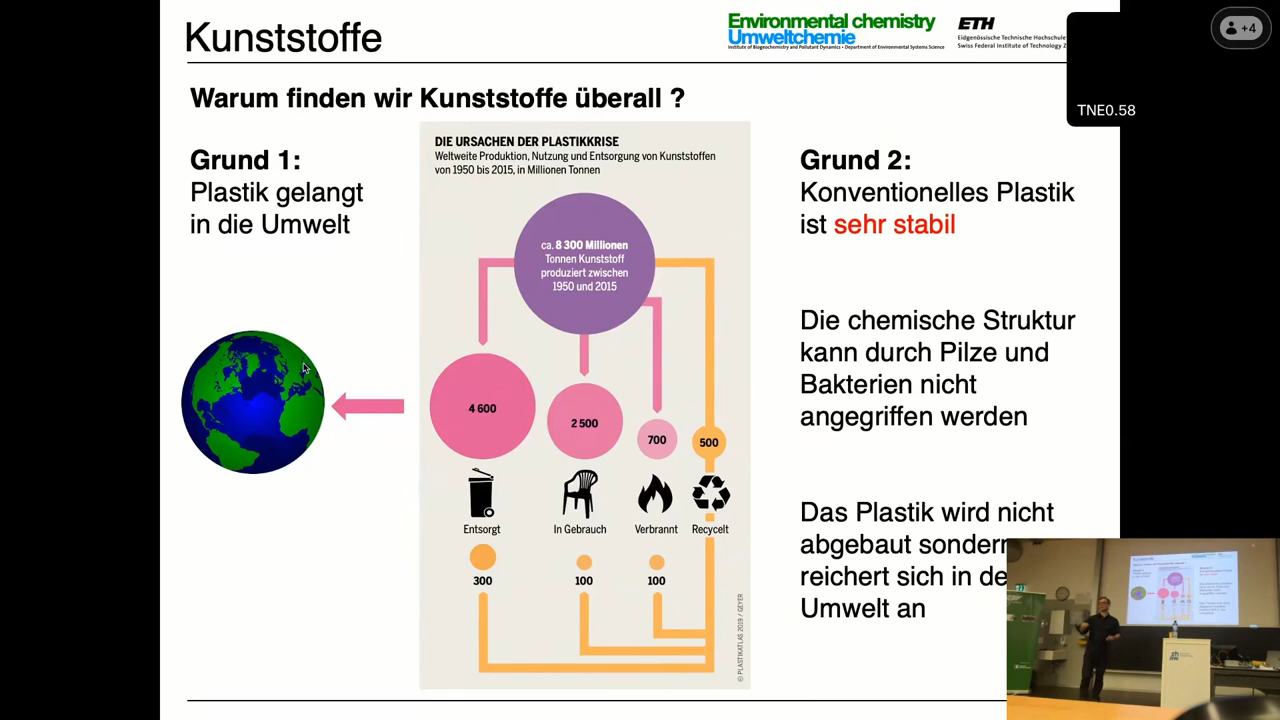 Kunststoffe
Environmental chemistry
Umweltchemie
Institute of Biogeochemistry and Pollutant Dynamics • Department of Environmental Systems Science
ETH
Eidgenössische Technische Hochschule
Swiss Federal Institute of Technology Z
+4
TNE0.58
Warum finden wir Kunststoffe überall ?
Grund 1:
Plastik gelangt
in die Umwelt
DIE URSACHEN DER PLASTIKKRISE
Weltweite Produktion, Nutzung und Entsorgung von Kunststoffen
von 1950 bis 2015, in Millionen Tonnen
ca. 8 300 Millionen
Tonnen Kunststoff
produziert zwischen
1950 und 2015
4 600
2 500
700
500
Entsorgt
In Gebrauch
Verbrannt
Recycelt
300
100
100
© PLASTIKATLAS 2019 / GEYER
Grund 2:
Konventionelles Plastik
ist sehr stabil
Die chemische Struktur
kann durch Pilze und
Bakterien nicht
angegriffen werden
Das Plastik wird nicht
abgebaut sondern
reichert sich in de
Umwelt an